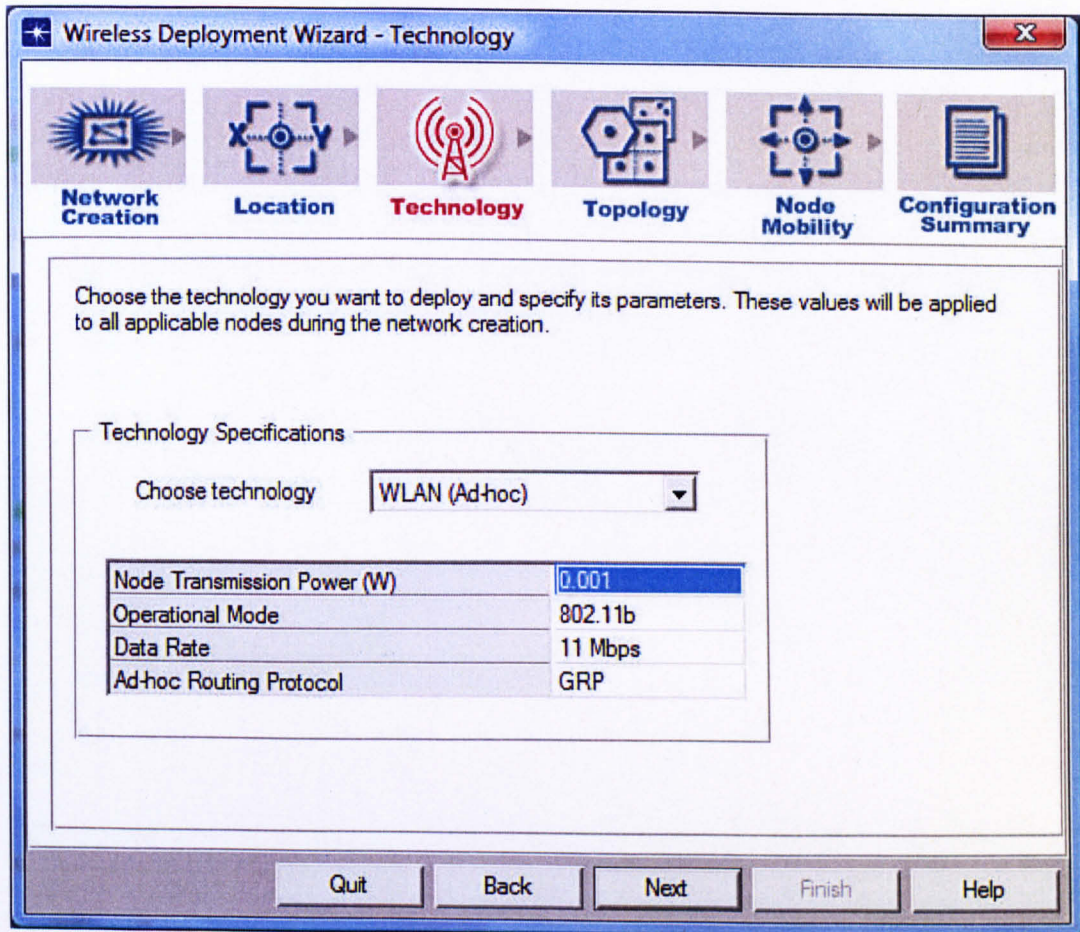 Wireless Deployment Wizard - Technology
X
X Y
Network
Creation
Location
Technology
Topology
Node
Mobility
Configuration
Summary
Choose the technology you want to deploy and specify its parameters. These values will be applied
to all applicable nodes during the network creation.
Technology Specifications
Choose technology WLAN (Ad-hoc)
Node Transmission Power (W) 0.001
Operational Mode 802.11b
Data Rate 11 Mbps
Ad-hoc Routing Protocol GRP
Quit Back Next Finish Help